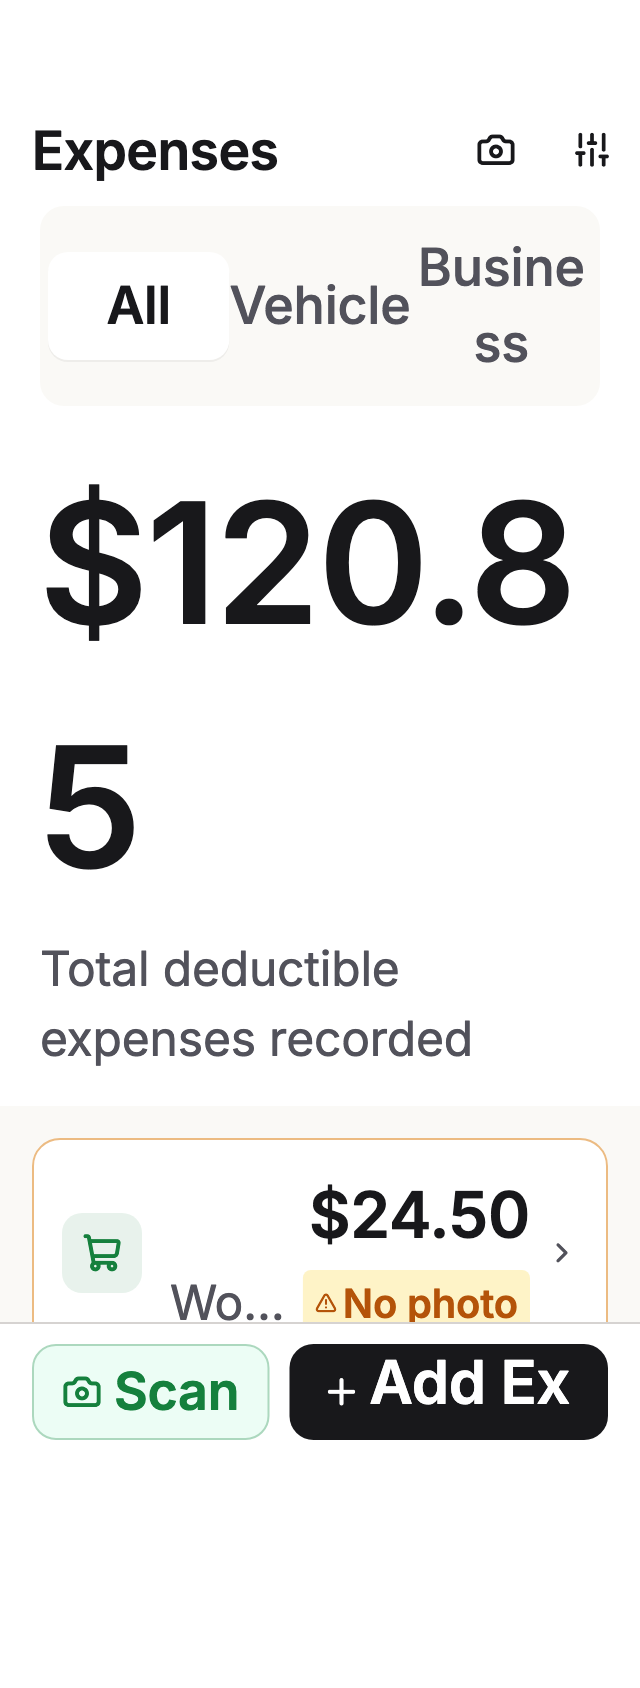 Expenses
All
Vehicle
Busine
ss
$120.8
5
Total deductible
expenses recorded
$24.50
Wo...
No photo
Scan
+ Add Ex